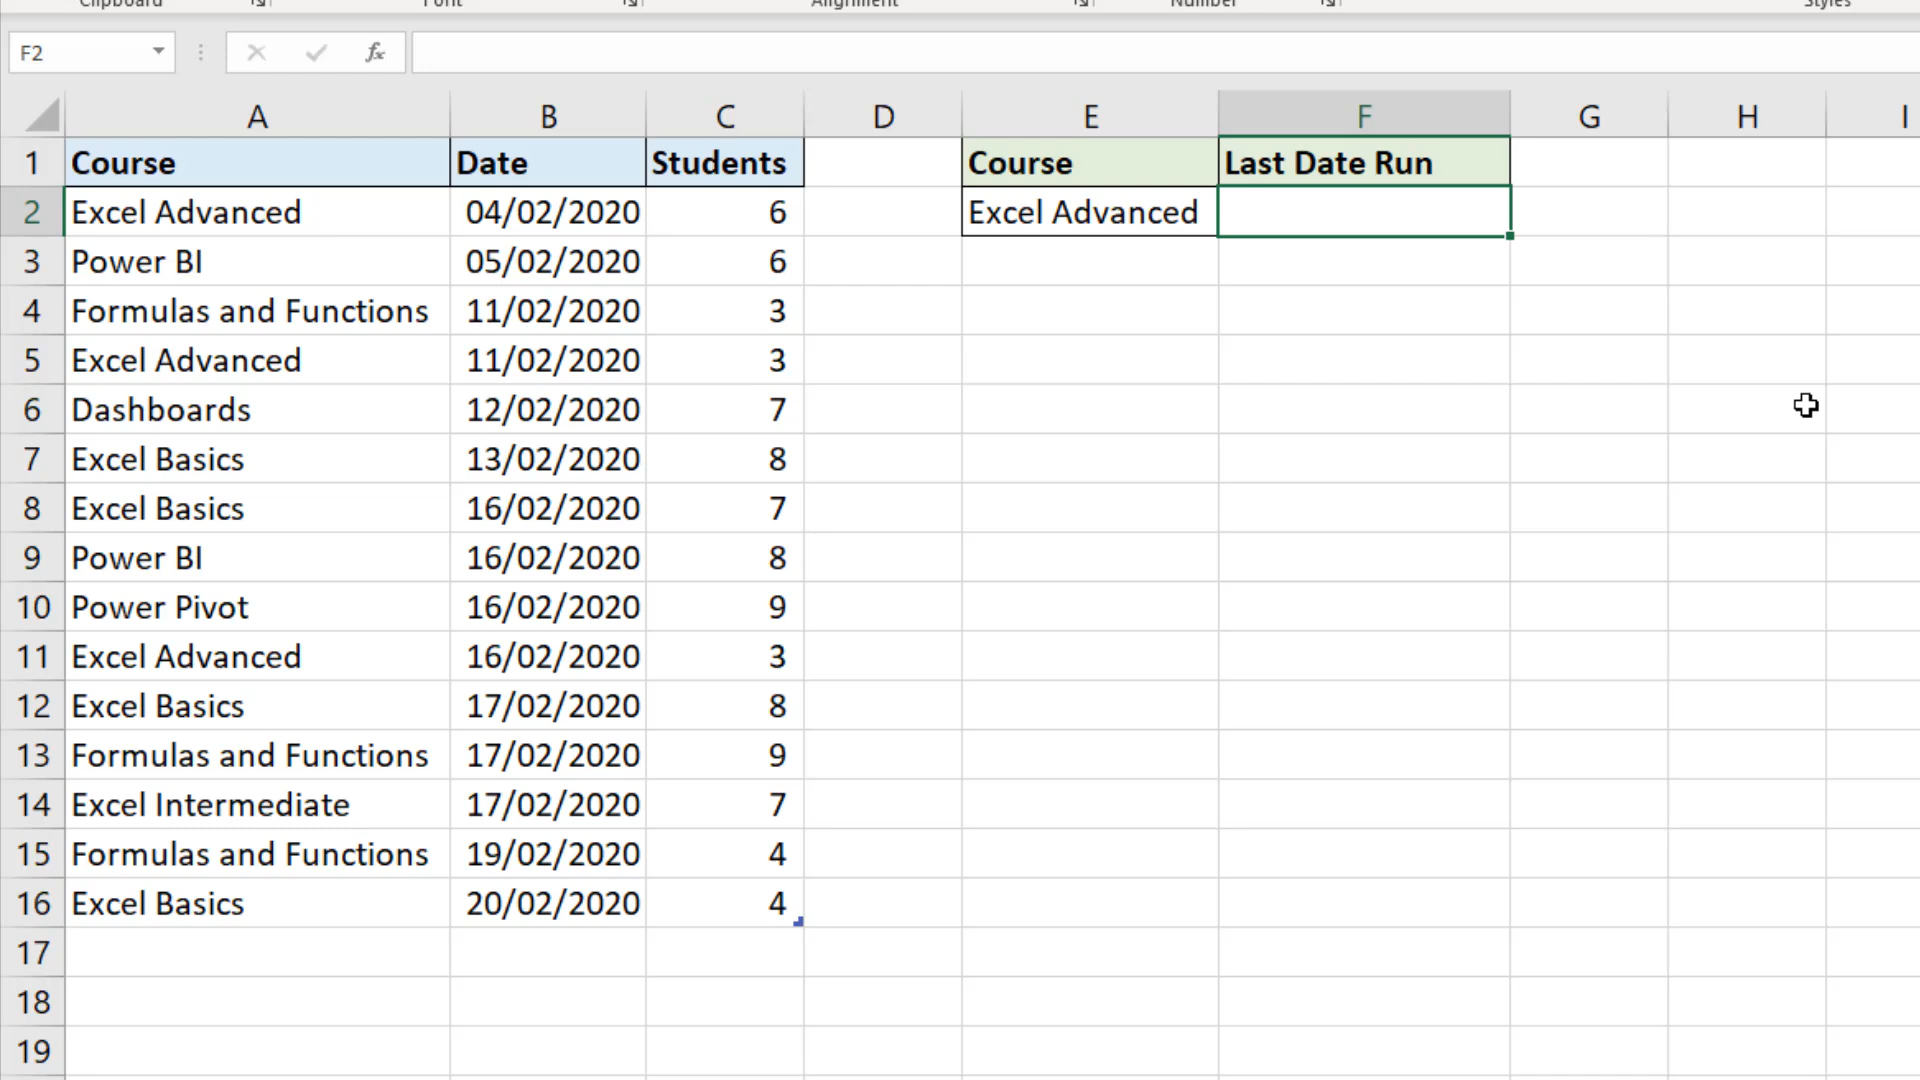 Clipboard Font Alignment Number Styles
F2 fx
A B C D E F G H I
1 Course Date Students Course Last Date Run
2 Excel Advanced 04/02/2020 6 Excel Advanced
3 Power BI 05/02/2020 6
4 Formulas and Functions 11/02/2020 3
5 Excel Advanced 11/02/2020 3
6 Dashboards 12/02/2020 7
7 Excel Basics 13/02/2020 8
8 Excel Basics 16/02/2020 7
9 Power BI 16/02/2020 8
10 Power Pivot 16/02/2020 9
11 Excel Advanced 16/02/2020 3
12 Excel Basics 17/02/2020 8
13 Formulas and Functions 17/02/2020 9
14 Excel Intermediate 17/02/2020 7
15 Formulas and Functions 19/02/2020 4
16 Excel Basics 20/02/2020 4
17
18
19